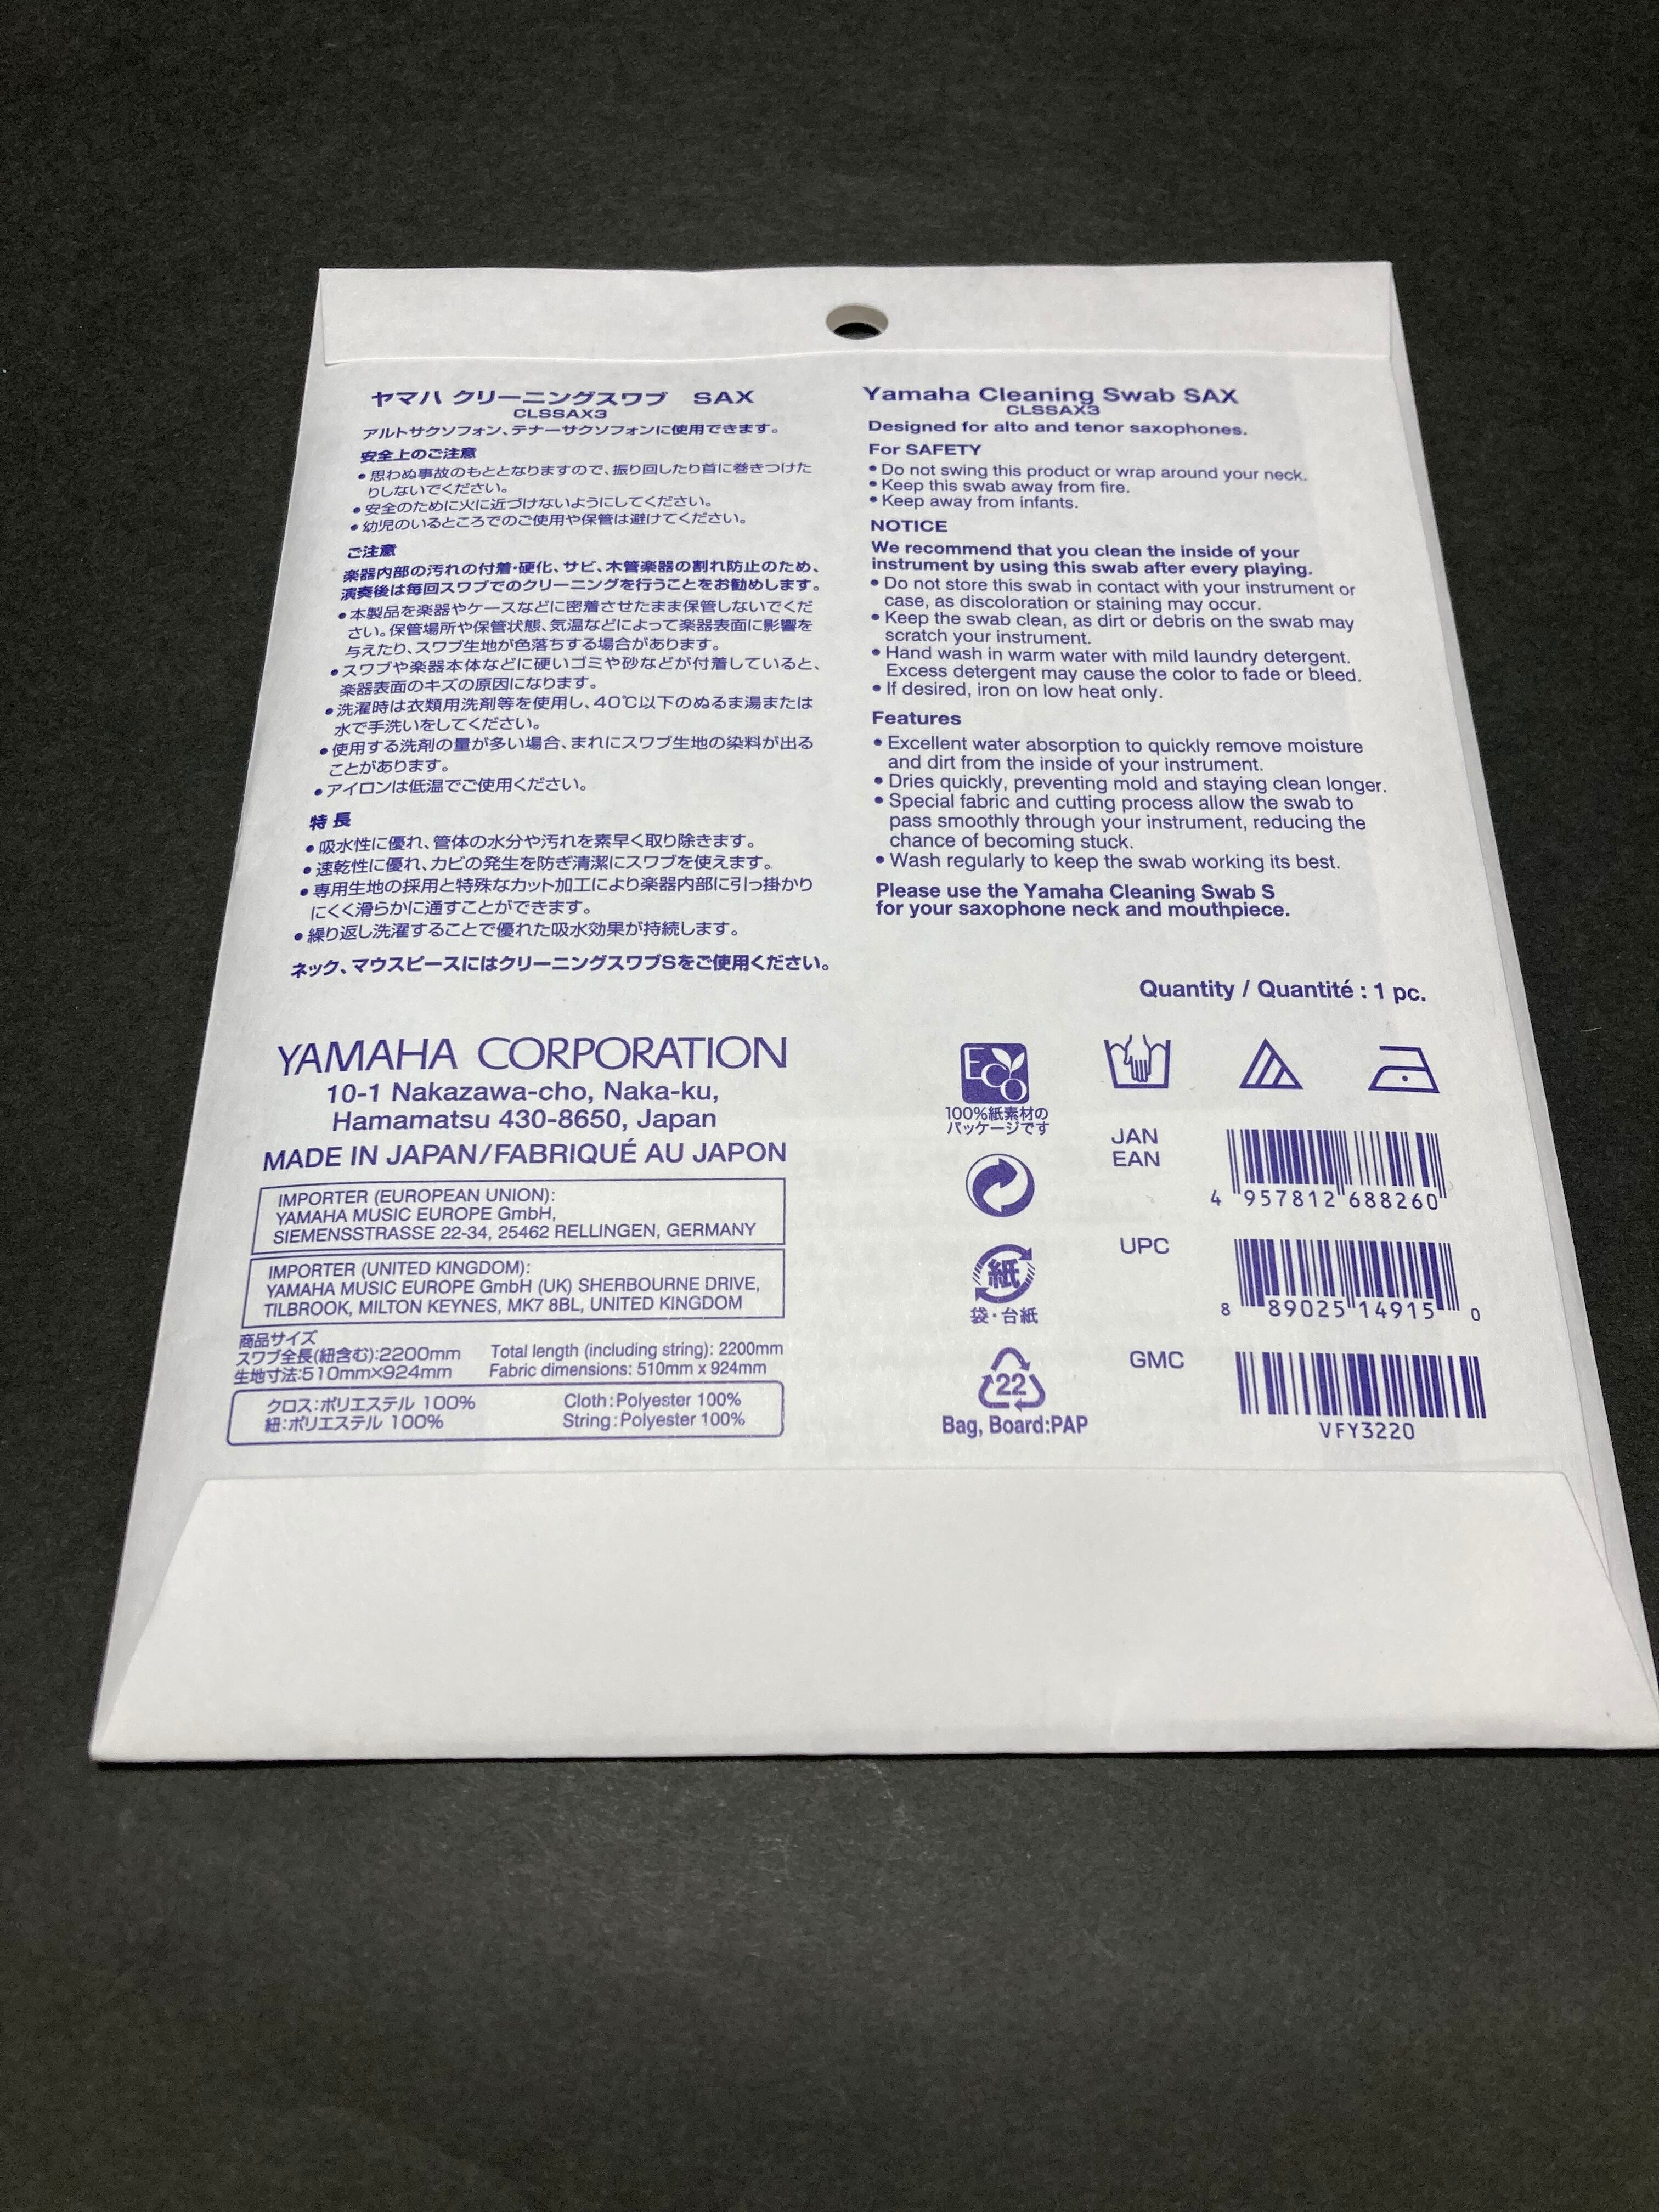 ヤマハ クリーニングスワブ SAX
CLSSAX3
アルトサクソフォン、テナーサクソフォンに使用できます。
安全上のご注意
•思わぬ事故のもととなりますので、振り回したり首に巻きつけた
りしないでください。
•安全のために火に近づけないようにしてください。
•幼児のいるところでのご使用や保管は避けてください。
ご注意
楽器内部の汚れの付着・硬化、サビ、木管楽器の割れ防止のため、
演奏後は毎回スワブでのクリーニングを行うことをお勧めします。
•本製品を楽器やケースなどに密着させたまま保管しないでくだ
さい。保管場所や保管状態、気温などによって楽器表面に影響を
与えたり、スワブ生地が色落ちする場合があります。
•スワブや楽器本体などに硬いゴミや砂などが付着していると、
楽器表面のキズの原因になります。
•洗濯時は衣類用洗剤等を使用し、40℃以下のぬるま湯または
水で手洗いをしてください。
•使用する洗剤の量が多い場合、まれにスワブ生地の染料が出る
ことがあります。
•アイロンは低温でご使用ください。
特長
•吸水性に優れ、管体の水分や汚れを素早く取り除きます。
•速乾性に優れ、カビの発生を防ぎ清潔にスワブを使えます。
•専用生地の採用と特殊なカット加工により楽器内部に引っ掛かり
にくく滑らかに通すことができます。
•繰り返し洗濯することで優れた吸水効果が持続します。
ネック、マウスピースにはクリーニングスワブSをご使用ください。
Yamaha Cleaning Swab SAX
CLSSAX3
Designed for alto and tenor saxophones.
For SAFETY
• Do not swing this product or wrap around your neck.
• Keep this swab away from fire.
• Keep away from infants.
NOTICE
We recommend that you clean the inside of your
instrument by using this swab after every playing.
• Do not store this swab in contact with your instrument or
case, as discoloration or staining may occur.
• Keep the swab clean, as dirt or debris on the swab may
scratch your instrument.
• Hand wash in warm water with mild laundry detergent.
Excess detergent may cause the color to fade or bleed.
• If desired, iron on low heat only.
Features
• Excellent water absorption to quickly remove moisture
and dirt from the inside of your instrument.
• Dries quickly, preventing mold and staying clean longer.
• Special fabric and cutting process allow the swab to
pass smoothly through your instrument, reducing the
chance of becoming stuck.
• Wash regularly to keep the swab working its best.
Please use the Yamaha Cleaning Swab S
for your saxophone neck and mouthpiece.
Quantity / Quantité : 1 pc.
YAMAHA CORPORATION
10-1 Nakazawa-cho, Naka-ku,
Hamamatsu 430-8650, Japan
MADE IN JAPAN/FABRIQUÉ AU JAPON
IMPORTER (EUROPEAN UNION):
YAMAHA MUSIC EUROPE GmbH,
SIEMENSSTRASSE 22-34, 25462 RELLINGEN, GERMANY
IMPORTER (UNITED KINGDOM):
YAMAHA MUSIC EUROPE GmbH (UK) SHERBOURNE DRIVE,
TILBROOK, MILTON KEYNES, MK7 8BL, UNITED KINGDOM
商品サイズ
スワブ全長(紐含む):2200mm
生地寸法:510mm×924mm
Total length (including string): 2200mm
Fabric dimensions: 510mm x 924mm
クロス:ポリエステル 100%
紐:ポリエステル 100%
Cloth:Polyester 100%
String:Polyester 100%
ECO
100%紙素材の
パッケージです
紙
袋・台紙
22
Bag, Board:PAP
JAN
EAN
4 957812 688260
UPC
8 89025 14915 0
GMC
VFY3220